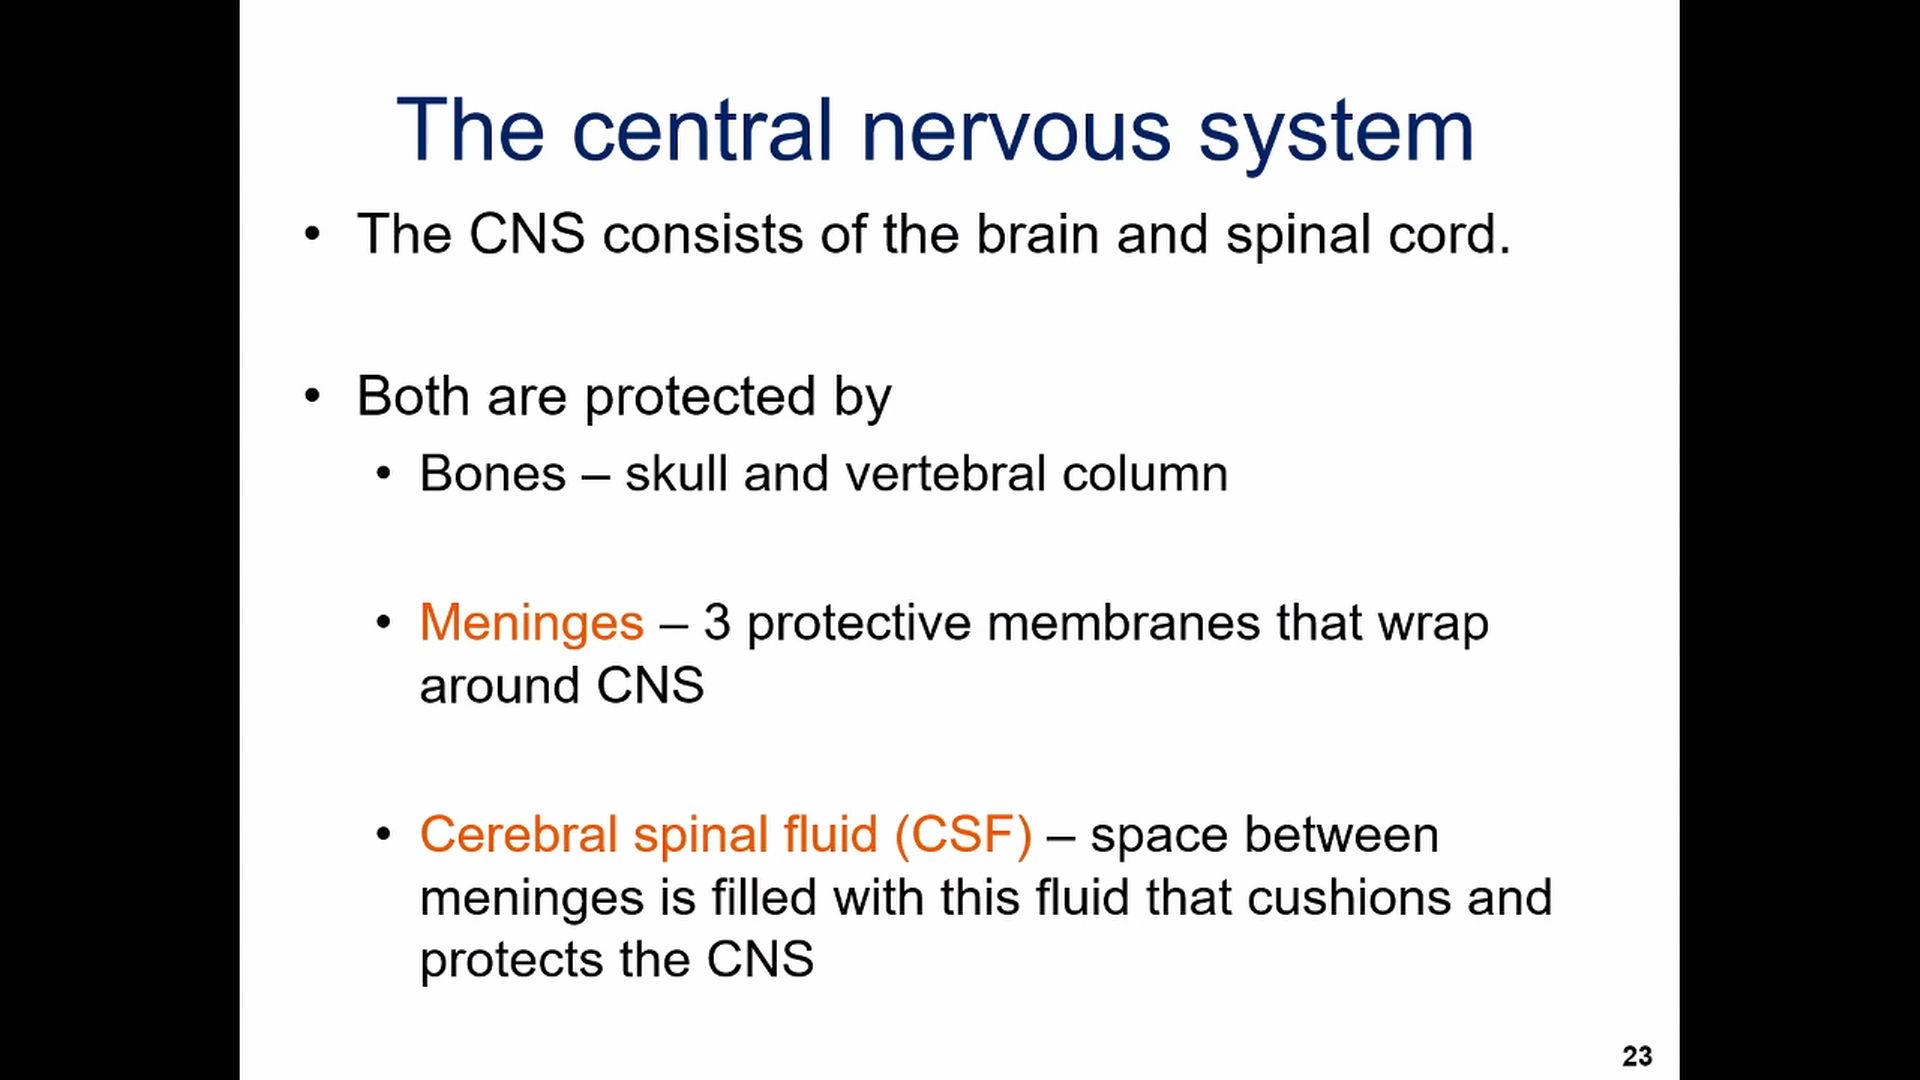 The central nervous system
• The CNS consists of the brain and spinal cord.
• Both are protected by
• Bones – skull and vertebral column
• Meninges – 3 protective membranes that wrap
around CNS
• Cerebral spinal fluid (CSF) – space between
meninges is filled with this fluid that cushions and
protects the CNS
23